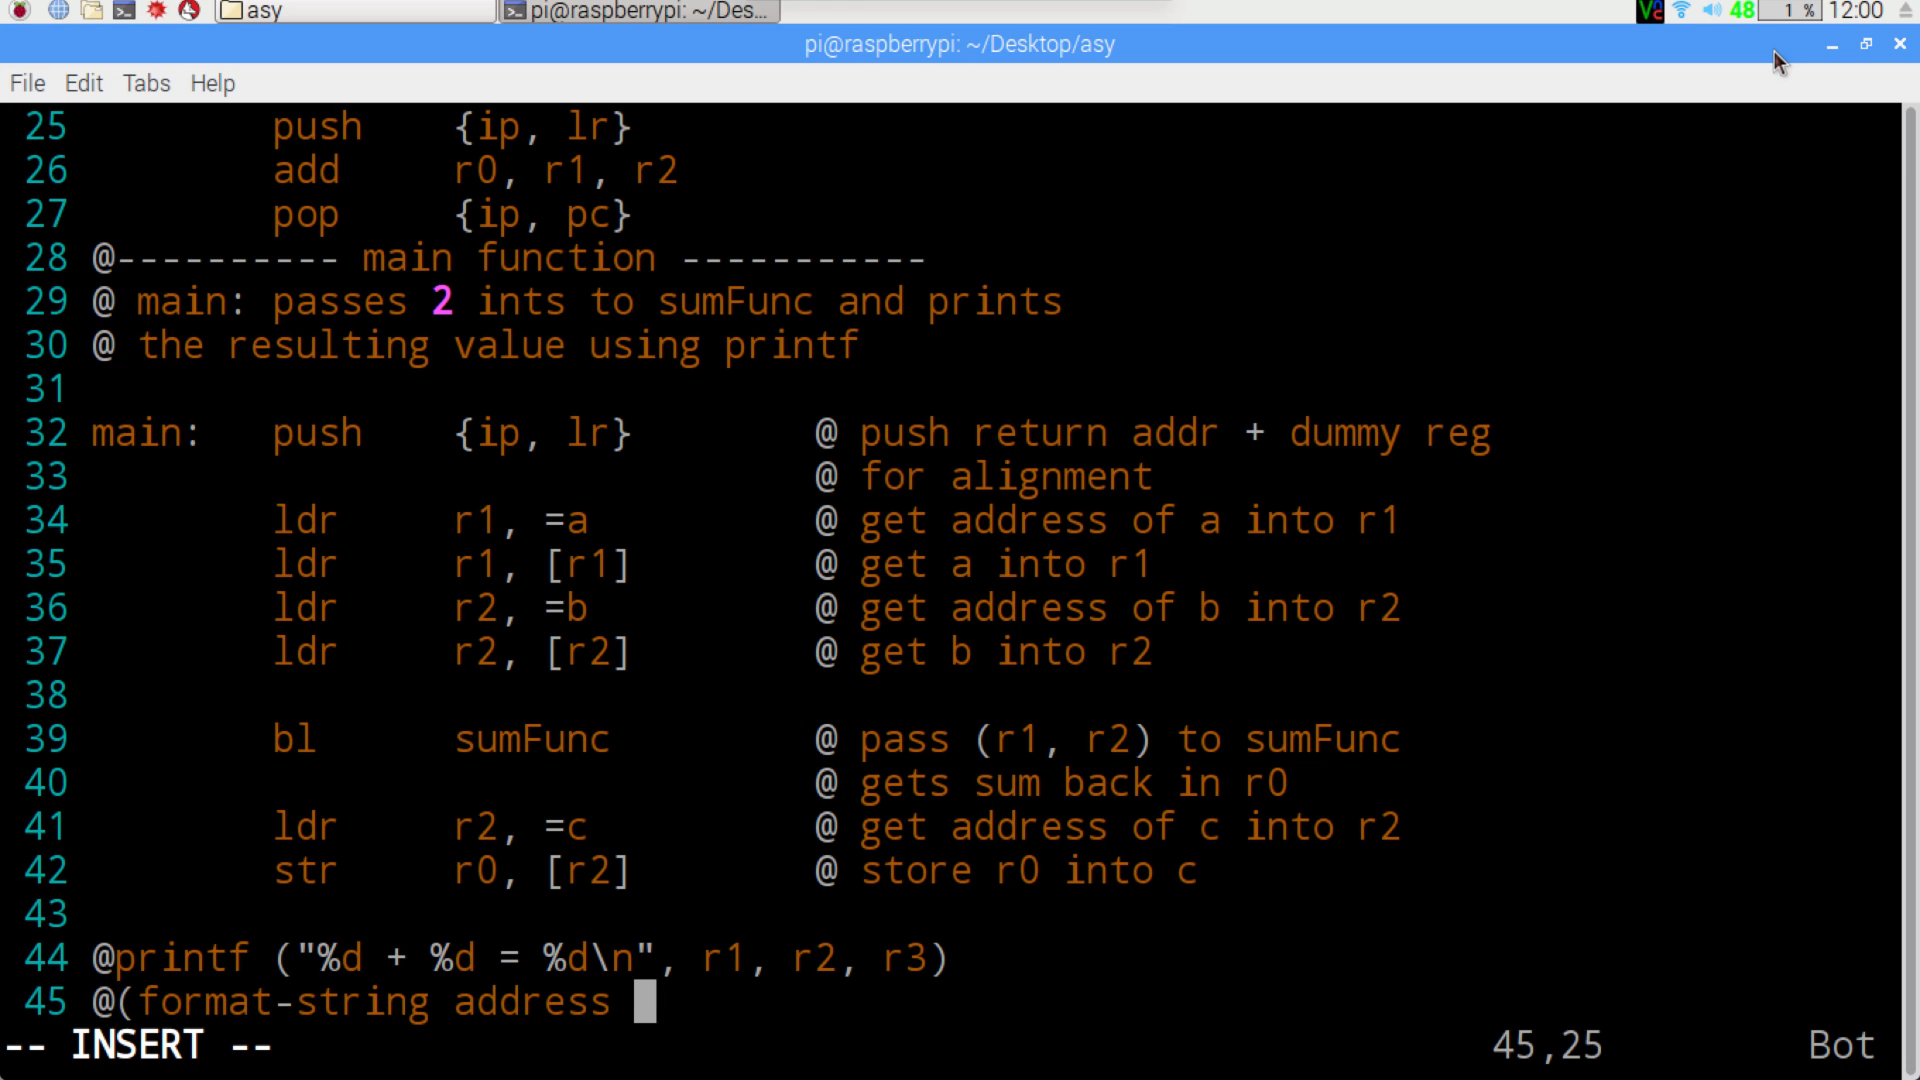 asy pi@raspberrypi: ~/Des... 48 1 % 12:00
pi@raspberrypi: ~/Desktop/asy
File Edit Tabs Help
25 push {ip, lr}
26 add r0, r1, r2
27 pop {ip, pc}
28 @---------- main function -----------
29 @ main: passes 2 ints to sumFunc and prints
30 @ the resulting value using printf
31
32 main: push {ip, lr} @ push return addr + dummy reg
33 @ for alignment
34 ldr r1, =a @ get address of a into r1
35 ldr r1, [r1] @ get a into r1
36 ldr r2, =b @ get address of b into r2
37 ldr r2, [r2] @ get b into r2
38
39 bl sumFunc @ pass (r1, r2) to sumFunc
40 @ gets sum back in r0
41 ldr r2, =c @ get address of c into r2
42 str r0, [r2] @ store r0 into c
43
44 @printf ("%d + %d = %d\n", r1, r2, r3)
45 @(format-string address
-- INSERT -- 45,25 Bot